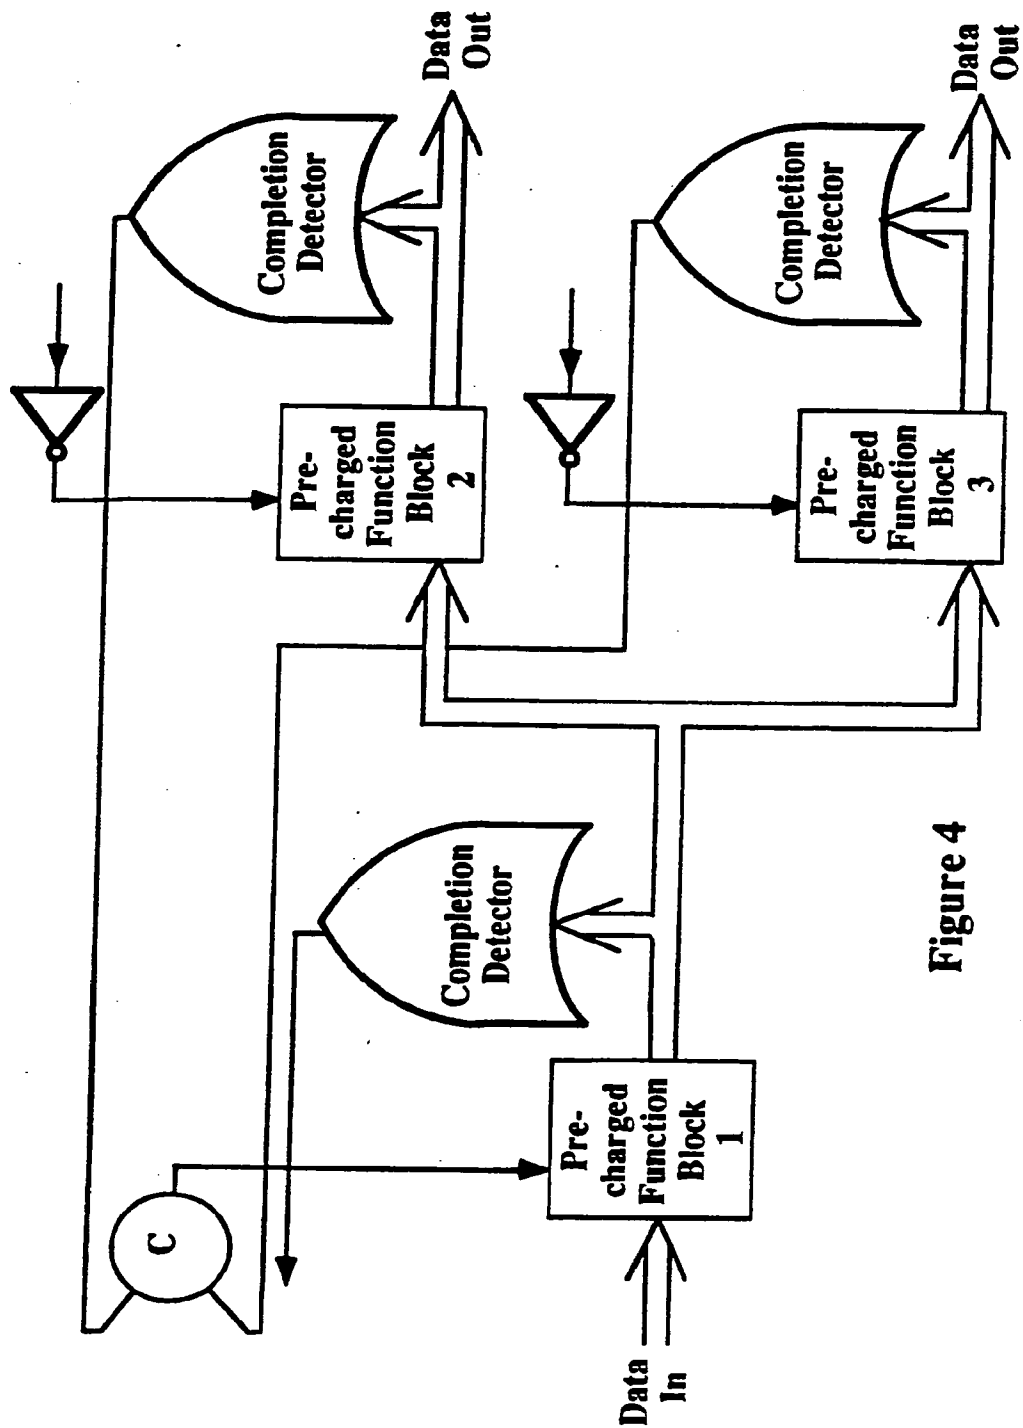 Data
In
Pre-
charged
Function
Block
1
C
Completion
Detector
Pre-
charged
Function
Block
2
Completion
Detector
Data
Out
Pre-
charged
Function
Block
3
Completion
Detector
Data
Out
Figure 4